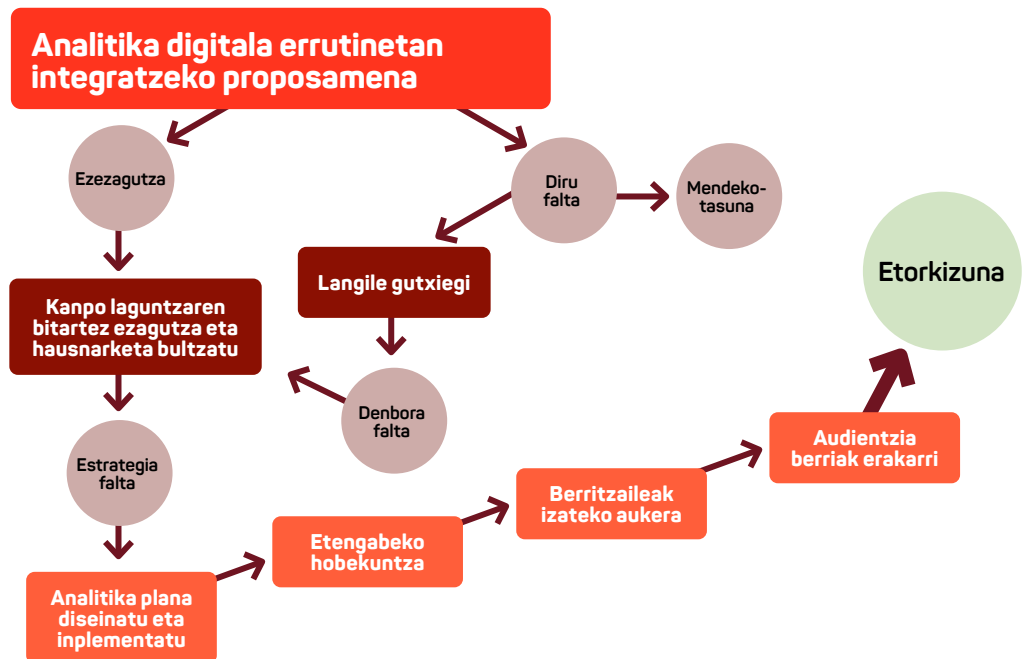 Analitika digitala errutinetan
integratzeko proposamena
Ezezagutza
Diru
falta
Mendeko-
tasuna
Langile gutxiegi
Kanpo laguntzaren
bitartez ezagutza eta
hausnarketa bultzatu
Etorkizuna
Denbora
falta
Estrategia
falta
Audientzia
berriak erakarri
Berritzaileak
izateko aukera
Etengabeko
hobekuntza
Analitika plana
diseinatu eta
inplementatu